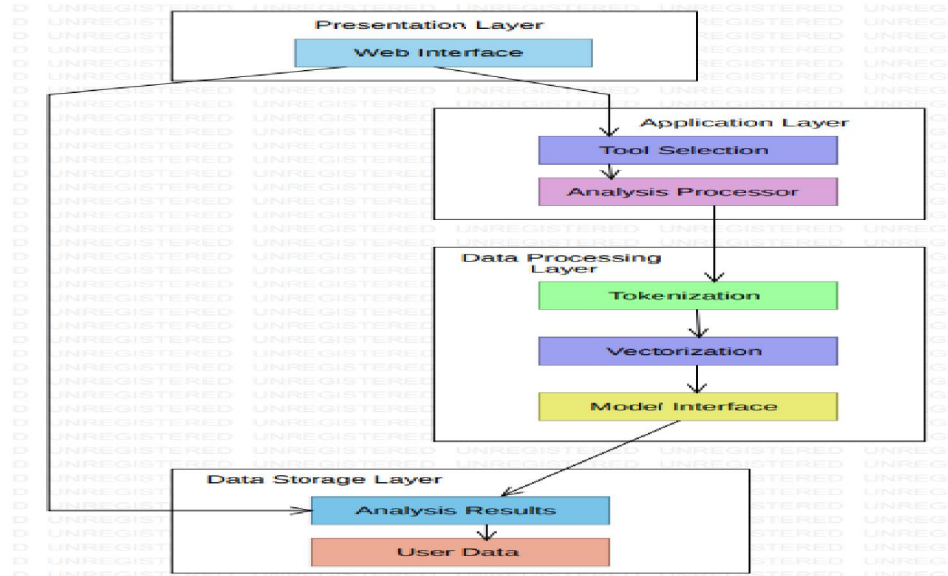 Presentation Layer
Web Interface
Application Layer
Tool Selection
Analysis Processor
Data Processing
Layer
Tokenization
Vectorization
Model Interface
Data Storage Layer
Analysis Results
User Data
UNREGISTERED